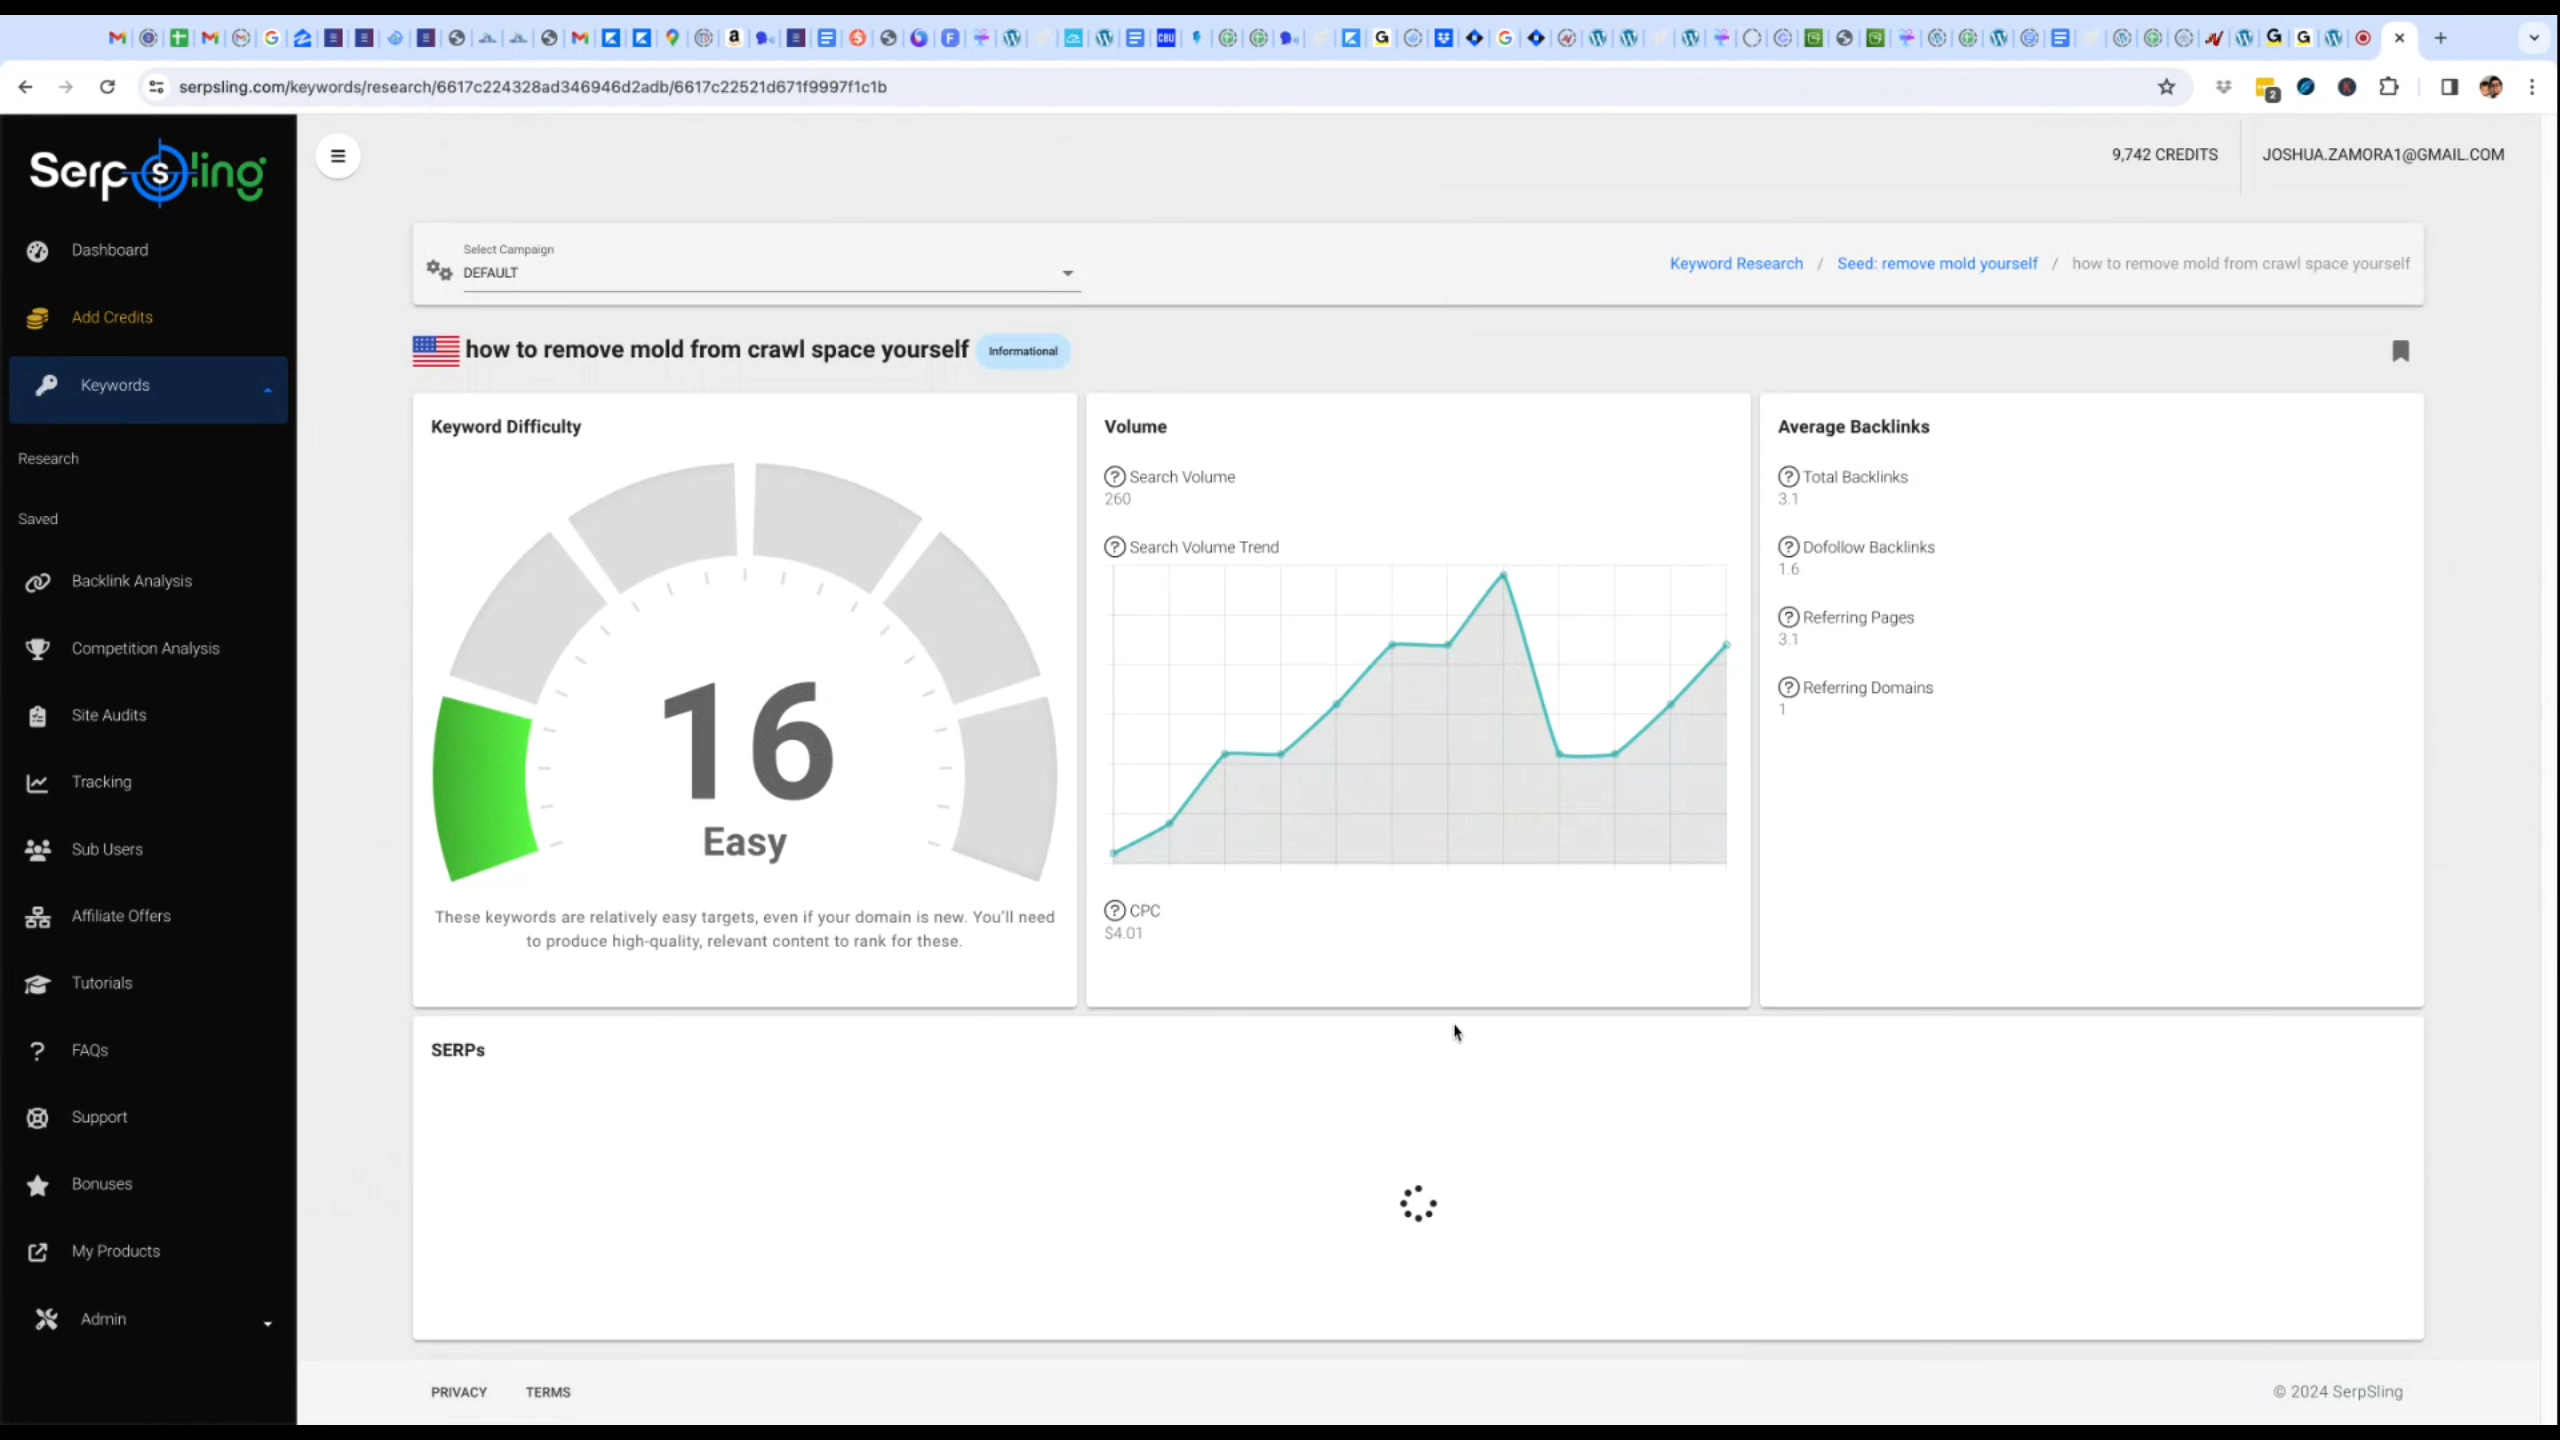 serpsling.com/keywords/research/6617c224328ad346946d2adb/6617c22521d671f9997f1c1b
2
SerpSling
9,742 CREDITS
JOSHUA.ZAMORA1@GMAIL.COM
Dashboard
Add Credits
Keywords
Research
Saved
Backlink Analysis
Competition Analysis
Site Audits
Tracking
Sub Users
Affiliate Offers
Tutorials
FAQs
Support
Bonuses
My Products
Admin
Select Campaign
DEFAULT
Keyword Research / Seed: remove mold yourself / how to remove mold from crawl space yourself
how to remove mold from crawl space yourself
Informational
Keyword Difficulty
16
Easy
These keywords are relatively easy targets, even if your domain is new. You'll need
to produce high-quality, relevant content to rank for these.
Volume
Search Volume
260
Search Volume Trend
CPC
$4.01
Average Backlinks
Total Backlinks
3.1
Dofollow Backlinks
1.6
Referring Pages
3.1
Referring Domains
1
SERPs
PRIVACY
TERMS
© 2024 SerpSling